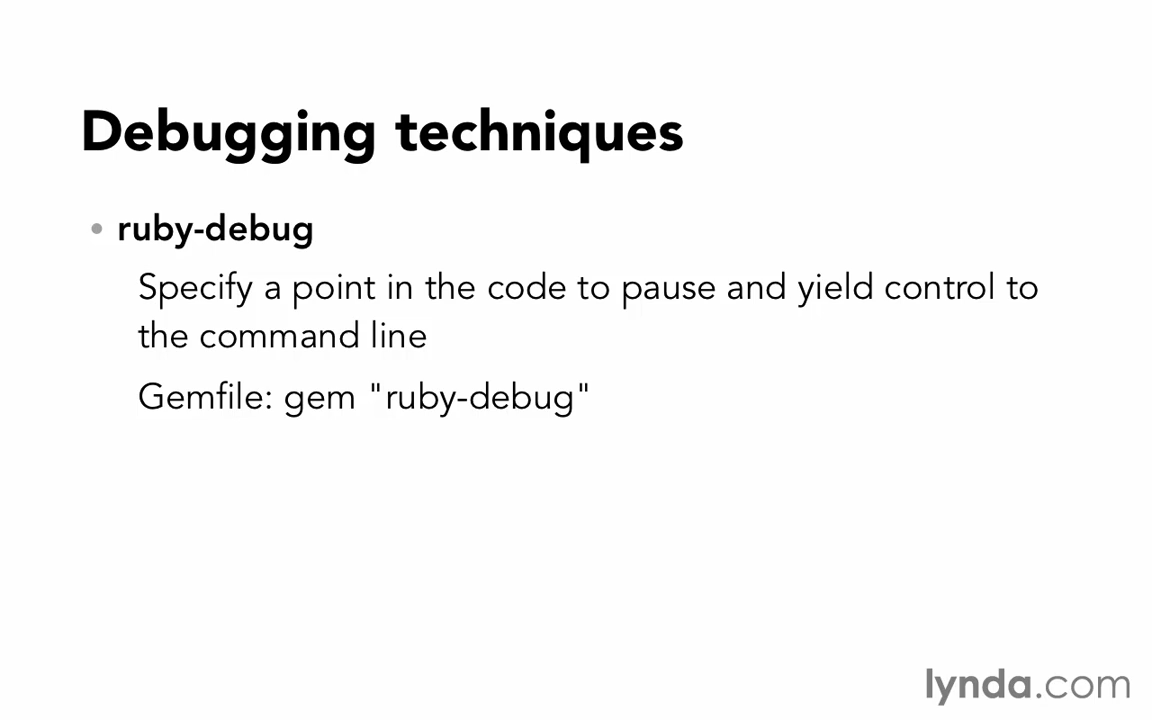 Debugging techniques
• ruby-debug
Specify a point in the code to pause and yield control to
the command line
Gemfile: gem "ruby-debug"
lynda.com